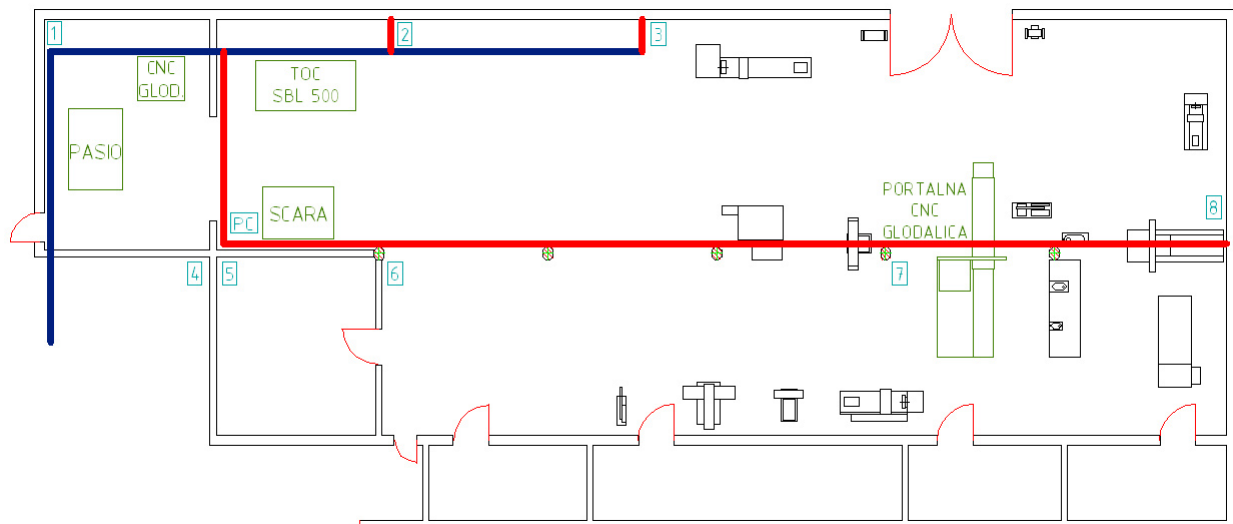 1
2
3
CNC
GLOD.
TOC
SBL 500
PASIO
PORTALNA
CNC
GLODALICA
SCARA
PC
8
4
5
6
7